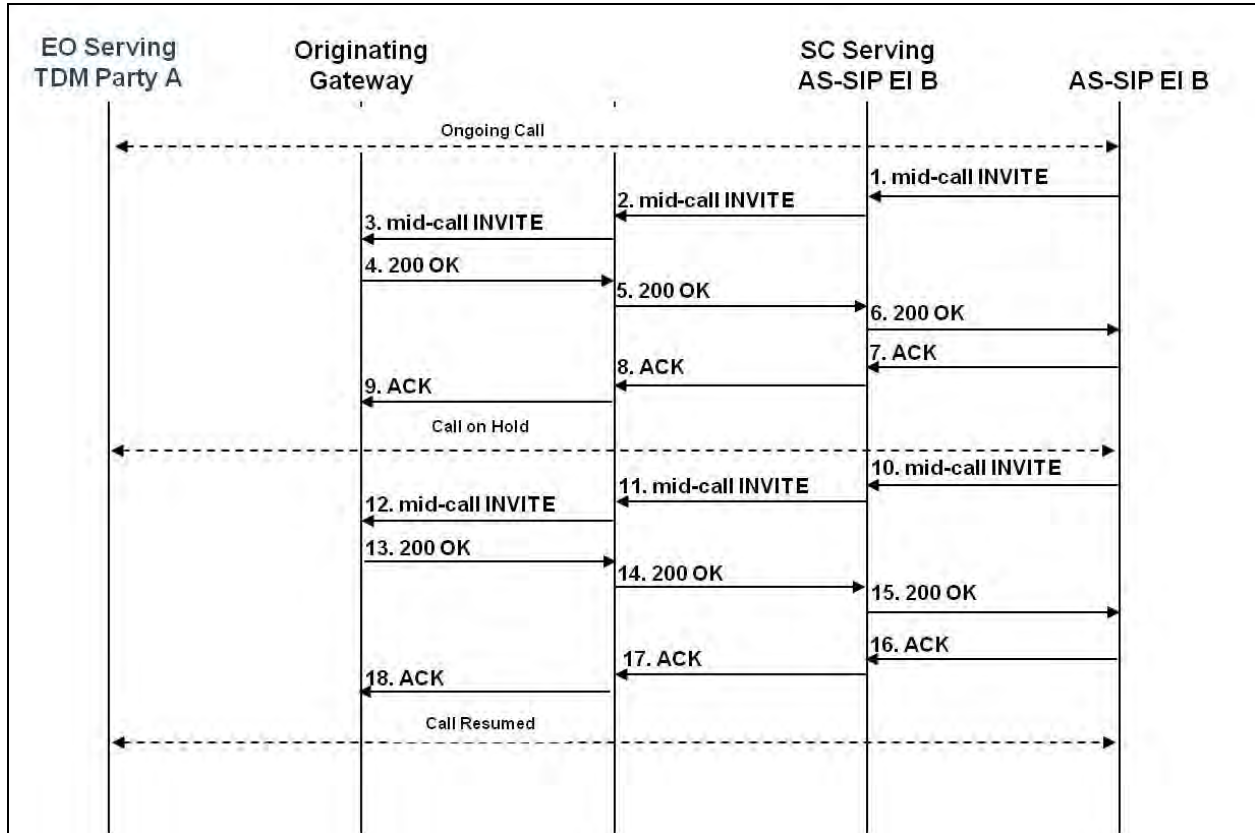 EO Serving
TDM Party A
Originating
Gateway
SC Serving
AS-SIP EI B
AS-SIP EI B
Ongoing Call
1. mid-call INVITE
2. mid-call INVITE
3. mid-call INVITE
4. 200 OK
5. 200 OK
6. 200 OK
7. ACK
8. ACK
9. ACK
Call on Hold
10. mid-call INVITE
11. mid-call INVITE
12. mid-call INVITE
13. 200 OK
14. 200 OK
15. 200 OK
16. ACK
17. ACK
18. ACK
Call Resumed